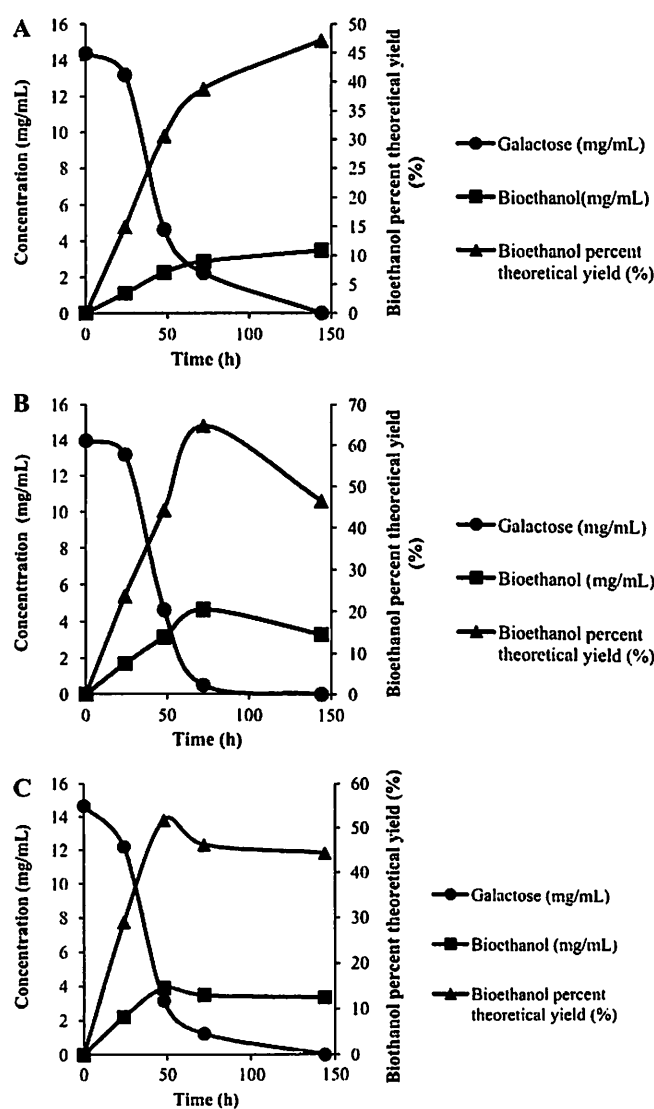 A
16
14
12
10
8
6
4
2
0
Concentration (mg/mL)
50
45
40
35
30
25
20
15
10
5
0
Bioethanol percent theoretical yield
(%)
0 50 100 150
Time (h)
Galactose (mg/mL)
Bioethanol(mg/mL)
Bioethanol percent
theoretical yield (%)
B
16
14
12
10
8
6
4
2
0
Concenttration (mg/mL)
70
60
50
40
30
20
10
0
Bioethanol percent theoretical yield
(%)
0 50 100 150
Time (h)
Galactose (mg/mL)
Bioethanol (mg/mL)
Bioethanol percent
theoretical yield (%)
C
16
14
12
10
8
6
4
2
0
Concentration (mg/mL)
60
50
40
30
20
10
0
Biothanol percent theoretical yield (%)
0 50 100 150
Time (h)
Galactose (mg/mL)
Bioethanol (mg/mL)
Bioethanol percent
theoretical yield (%)